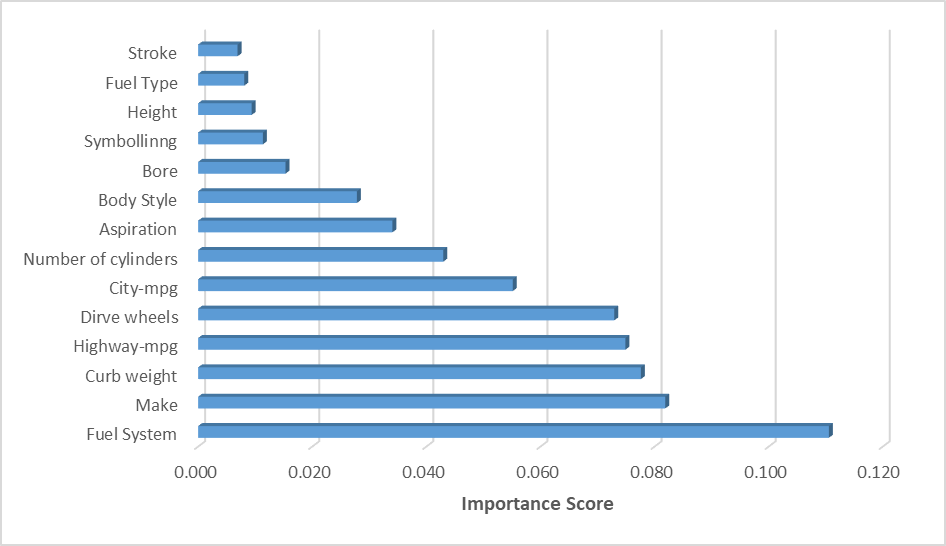 Stroke
Fuel Type
Height
Symbollinng
Bore
Body Style
Aspiration
Number of cylinders
City-mpg
Dirve wheels
Highway-mpg
Curb weight
Make
Fuel System
0.000 0.020 0.040 0.060 0.080 0.100 0.120
Importance Score